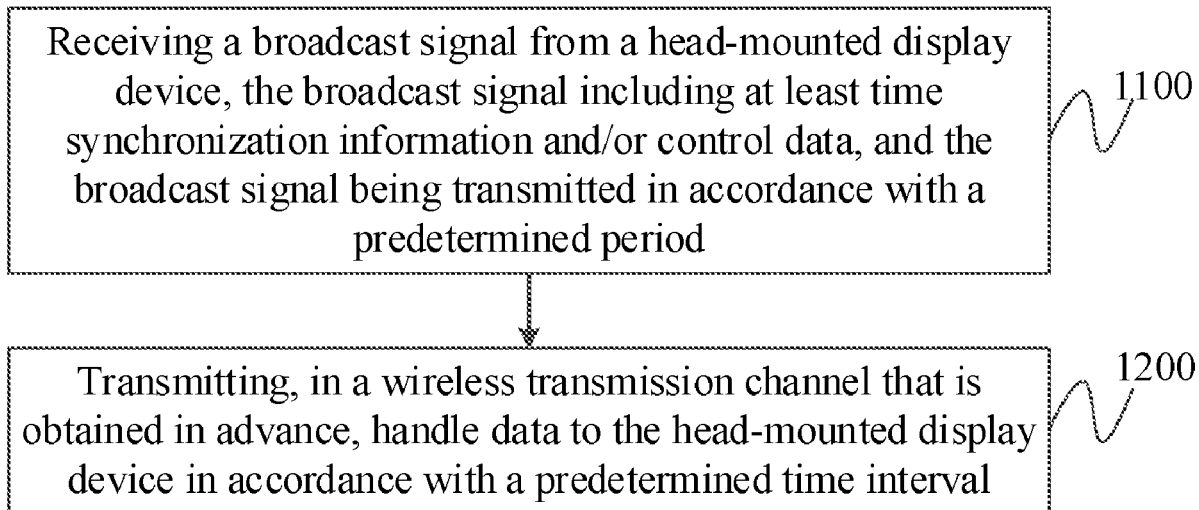 Receiving a broadcast signal from a head-mounted display
device, the broadcast signal including at least time
synchronization information and/or control data, and the
broadcast signal being transmitted in accordance with a
predetermined period
1100
Transmitting, in a wireless transmission channel that is
obtained in advance, handle data to the head-mounted display
device in accordance with a predetermined time interval
1200